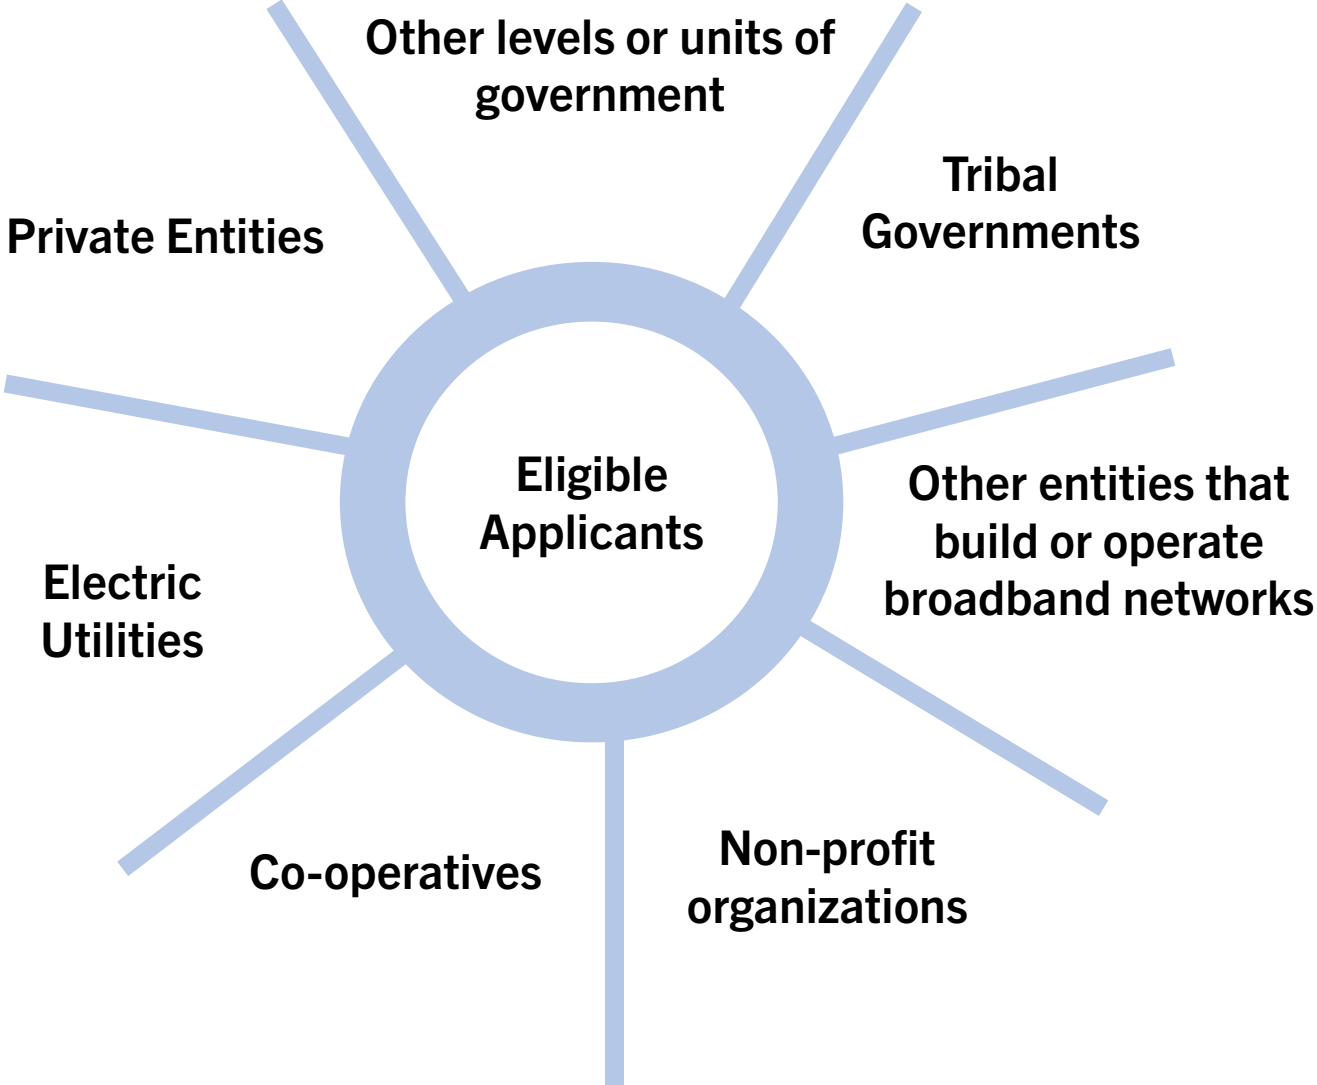 Other levels or units of
government
Tribal
Governments
Private Entities
Eligible
Applicants
Other entities that
build or operate
broadband networks
Electric
Utilities
Non-profit
organizations
Co-operatives